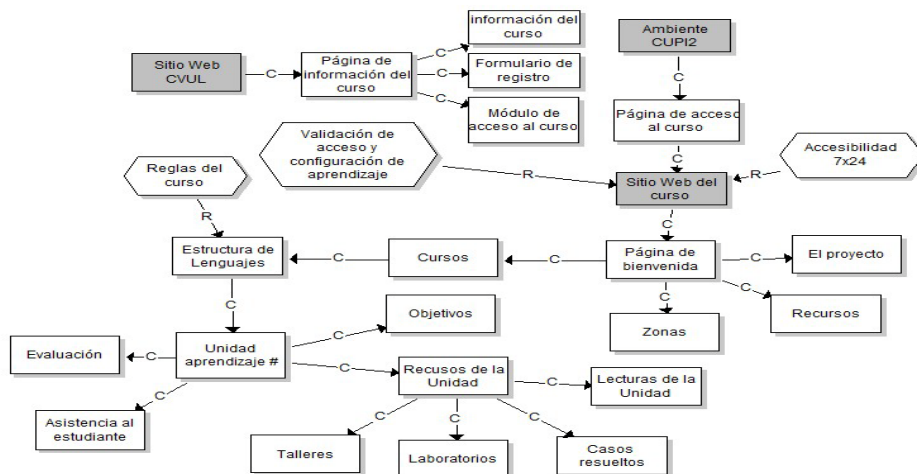 información del
curso
Ambiente
CUPI2
Sitio Web
CVUL
C
Página de
información del
curso
C
C
C
Formulario de
registro
Módulo de
acceso al curso
C
Página de acceso
al curso
C
Validación de
acceso y
configuración de
aprendizaje
R
Accesibilidad
7x24
R
Reglas del
curso
R
Sitio Web del
curso
C
Estructura de
Lenguajes
C
Cursos
C
Página de
bienvenida
C
El proyecto
C
Recursos
C
Zonas
C
Objetivos
C
Evaluación
C
Unidad
aprendizaje #
C
Recusos de la
Unidad
C
Lecturas de la
Unidad
C
Asistencia al
estudiante
C
Talleres
C
Laboratorios
C
Casos
resueltos